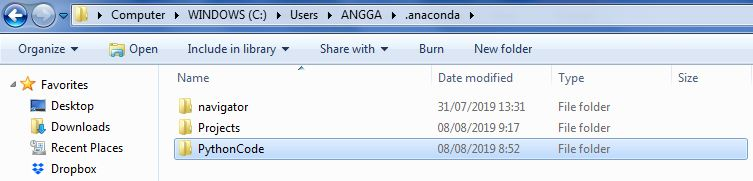 Computer WINDOWS (C:) Users ANGGA .anaconda
Organize Open Include in library Share with Burn New folder
Favorites
Desktop
Downloads
Recent Places
Dropbox
Name Date modified Type Size
navigator 31/07/2019 13:31 File folder
Projects 08/08/2019 9:17 File folder
PythonCode 08/08/2019 8:52 File folder